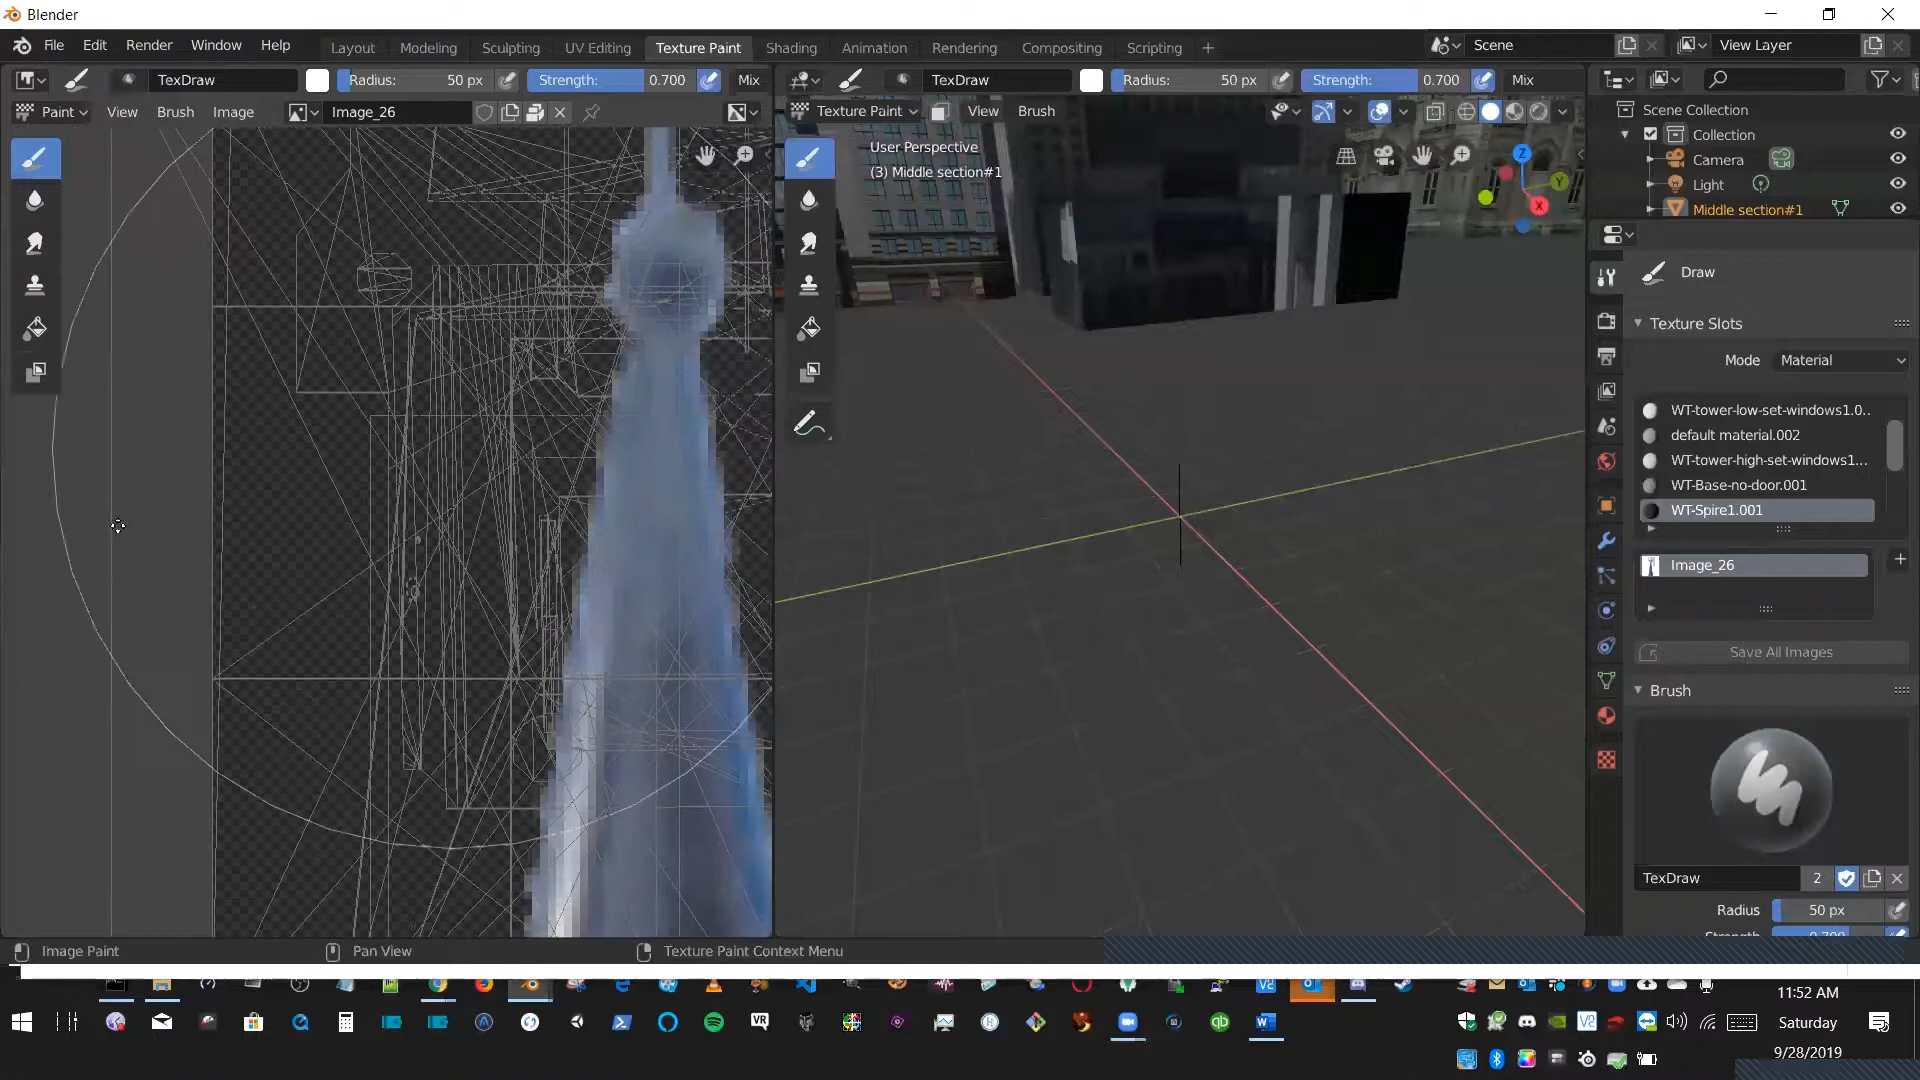 Blender
File Edit Render Window Help Layout Modeling Sculpting UV Editing Texture Paint Shading Animation Rendering Compositing Scripting + Scene View Layer
TexDraw Radius: 50 px Strength: 0.700 Mix
TexDraw Radius: 50 px Strength: 0.700 Mix
Paint View Brush Image Image_26
Texture Paint View Brush
User Perspective
(3) Middle section#1
Z
Y
X
Scene Collection
Collection
Camera
Light
Middle section#1
Draw
Texture Slots
Mode Material
WT-tower-low-set-windows1.0..
default material.002
WT-tower-high-set-windows1...
WT-Base-no-door.001
WT-Spire1.001
Image_26
Save All Images
Brush
TexDraw 2
Radius 50 px
Image Paint Pan View Texture Paint Context Menu
VR
11:52 AM
Saturday
9/28/2019